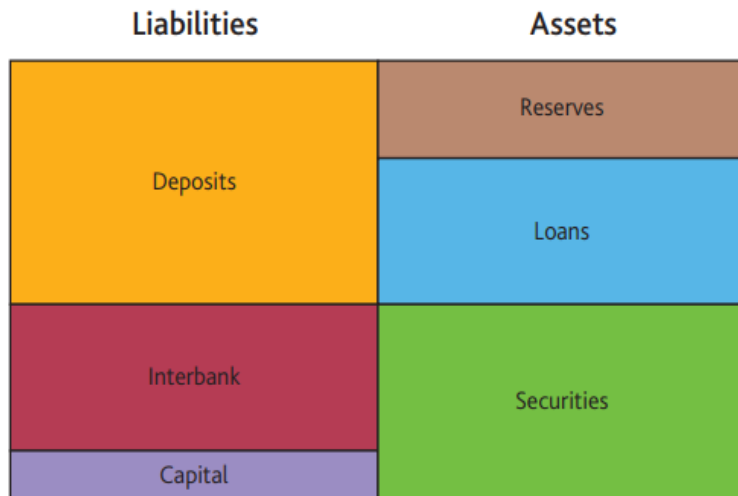 Liabilities
Assets
Deposits
Reserves
Loans
Interbank
Securities
Capital